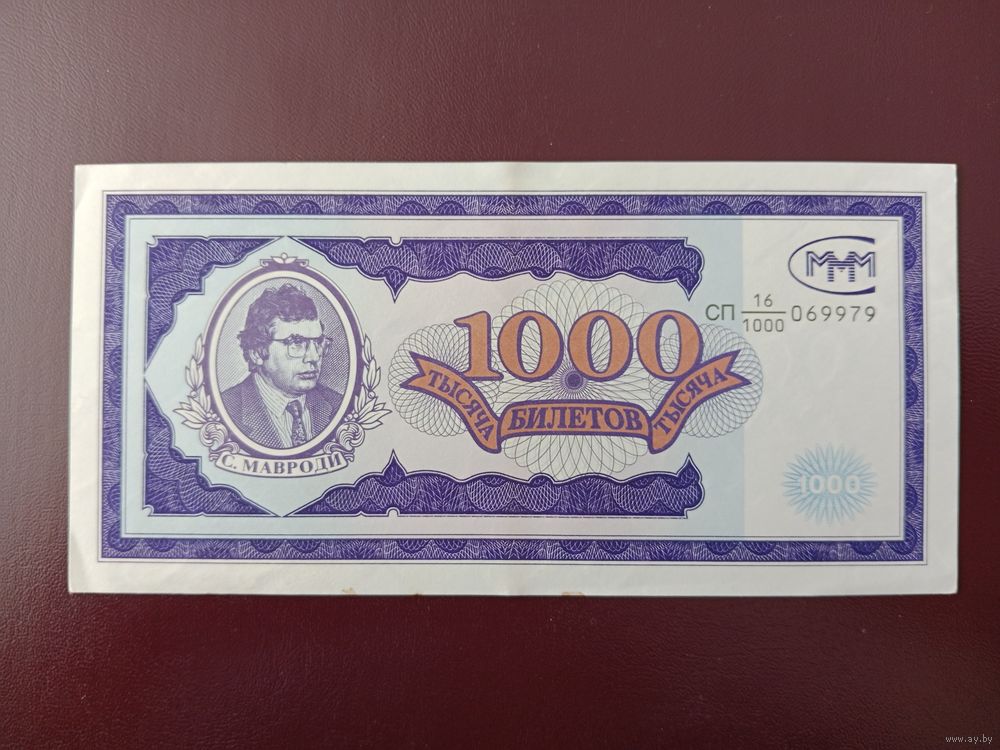 МММ
СП 16/1000 069979
1000
ТЫСЯЧА БИЛЕТОВ ТЫСЯЧА
С. МАВРОДИ
1000
www.ay.by